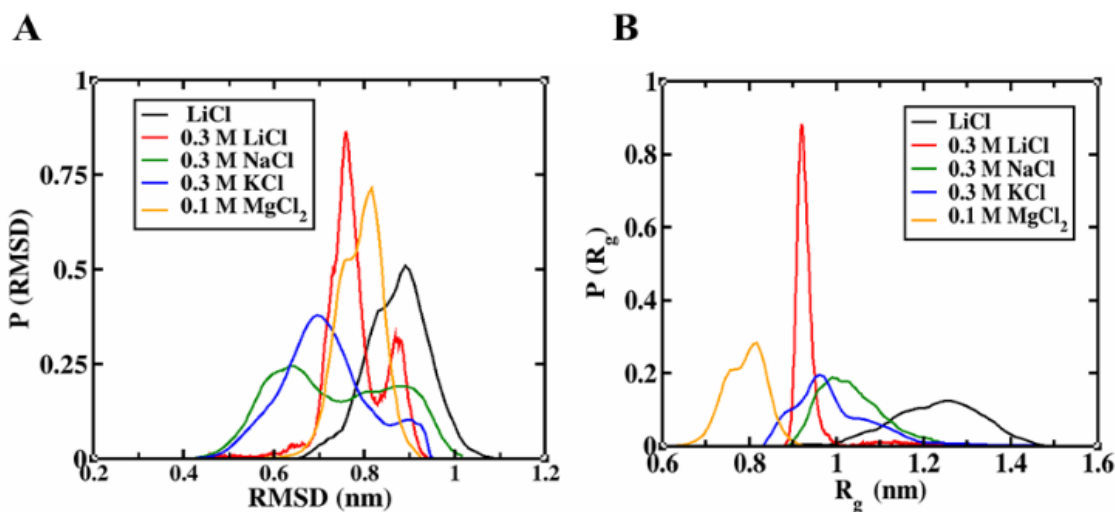 A
B
1
0.75
0.5
0.25
0
0.2
0.4
0.6
0.8
1
1.2
P (RMSD)
RMSD (nm)
LiCl
0.3 M LiCl
0.3 M NaCl
0.3 M KCl
0.1 M MgCl₂
1
0.8
0.6
0.4
0.2
0
0.6
0.8
1
1.2
1.4
1.6
P (Rg)
Rg (nm)
LiCl
0.3 M LiCl
0.3 M NaCl
0.3 M KCl
0.1 M MgCl₂